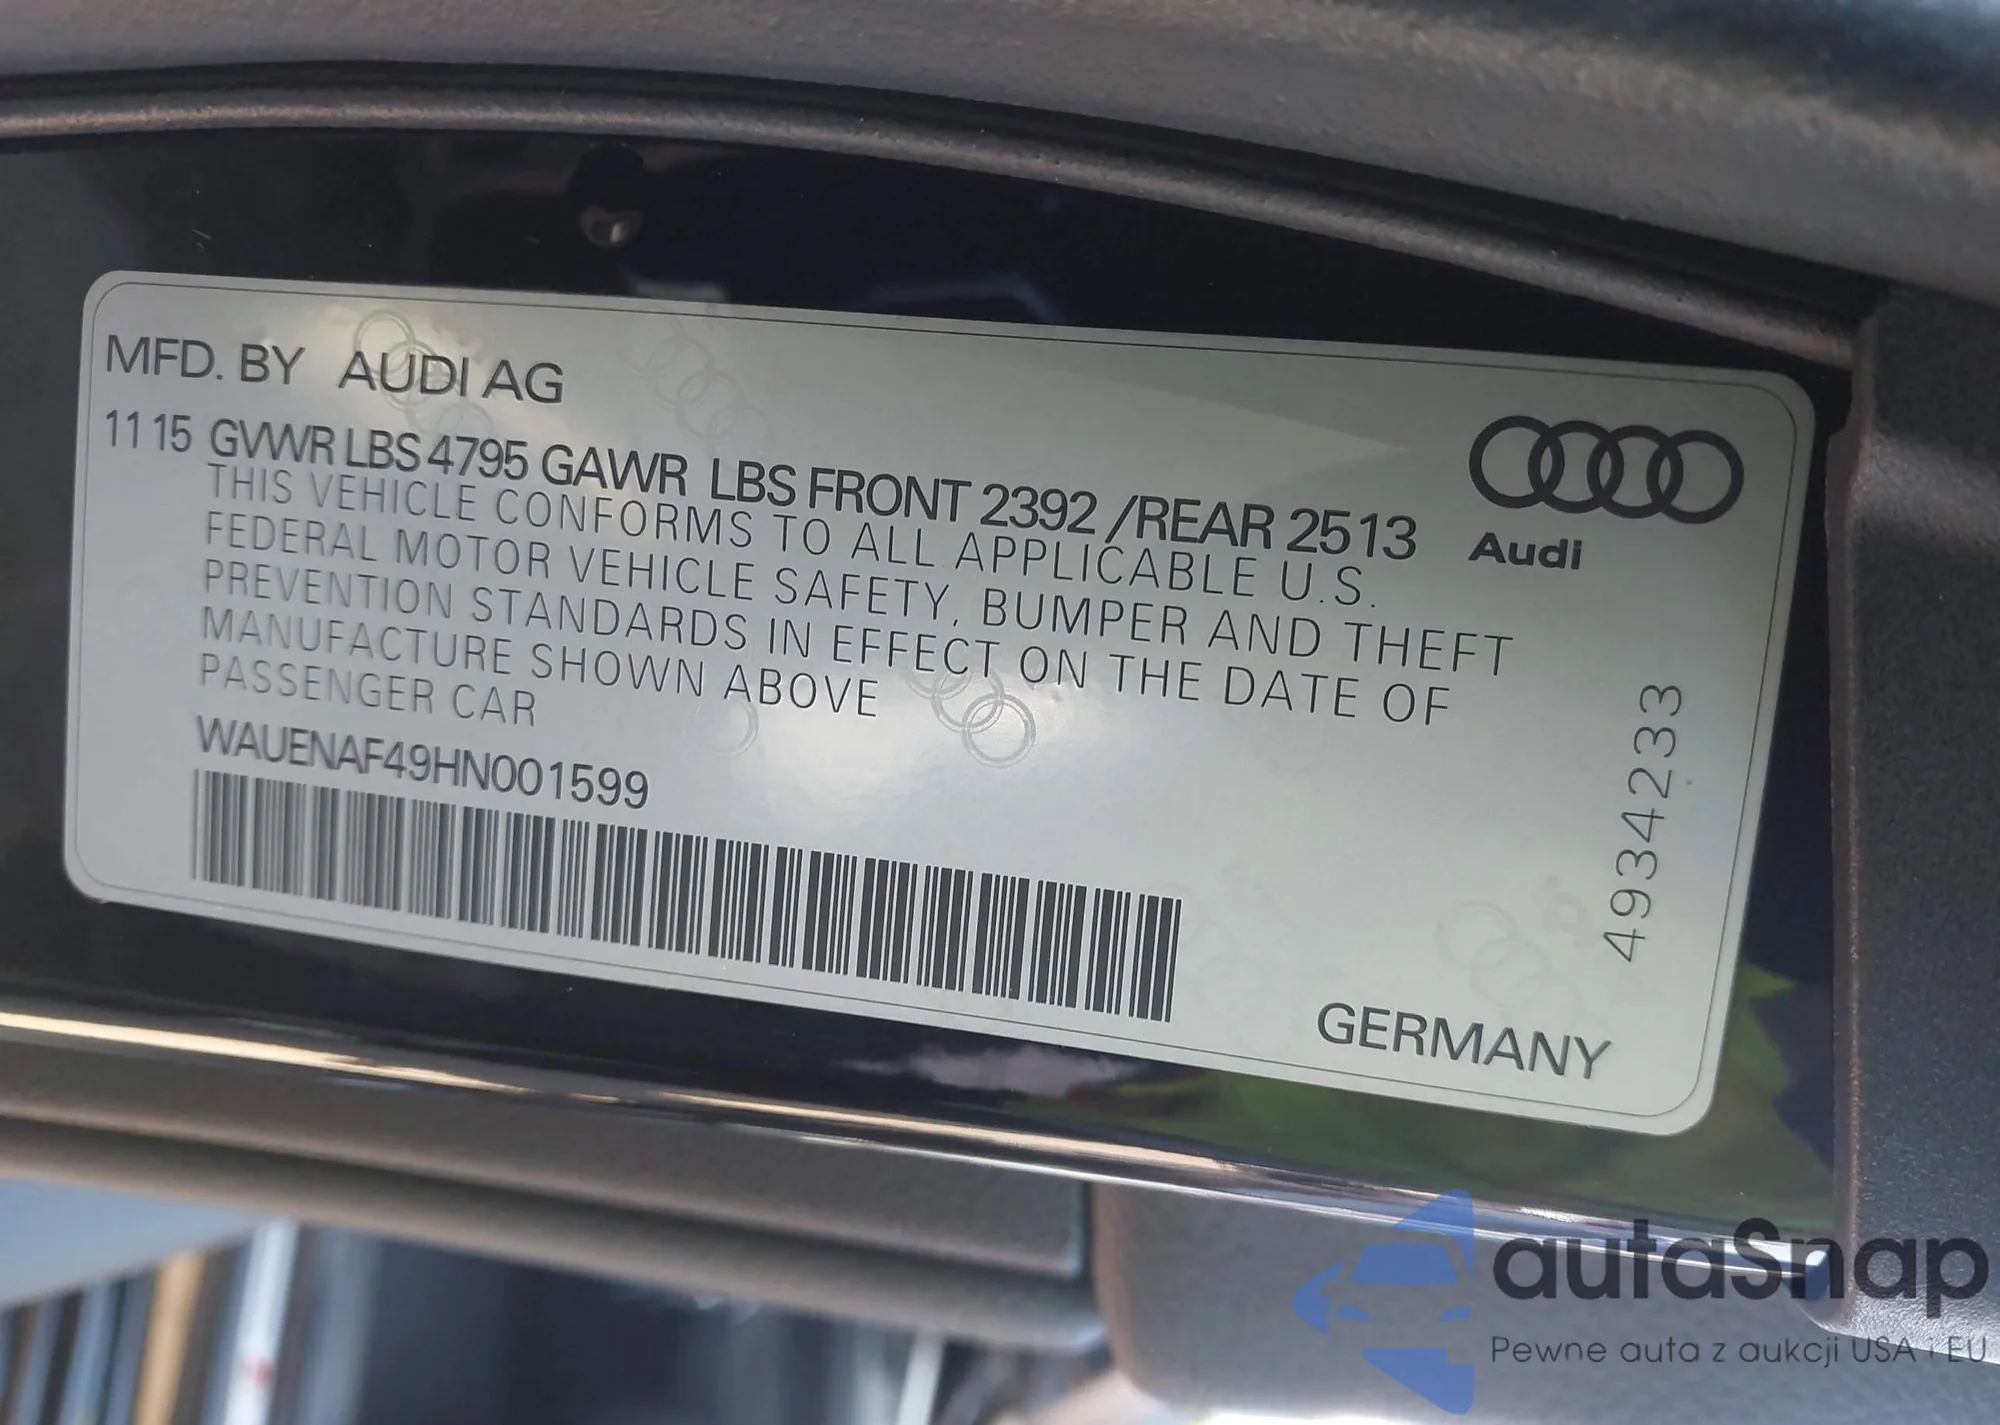 MFD. BY AUDI AG
11 15 GVWR LBS 4795 GAWR LBS FRONT 2392 /REAR 2513
THIS VEHICLE CONFORMS TO ALL APPLICABLE U.S.
FEDERAL MOTOR VEHICLE SAFETY, BUMPER AND THEFT
PREVENTION STANDARDS IN EFFECT ON THE DATE OF
MANUFACTURE SHOWN ABOVE
PASSENGER CAR
WAUENAF49HN001599
Audi
4934233
GERMANY
autaSnap
Pewne auta z aukcji USA i EU